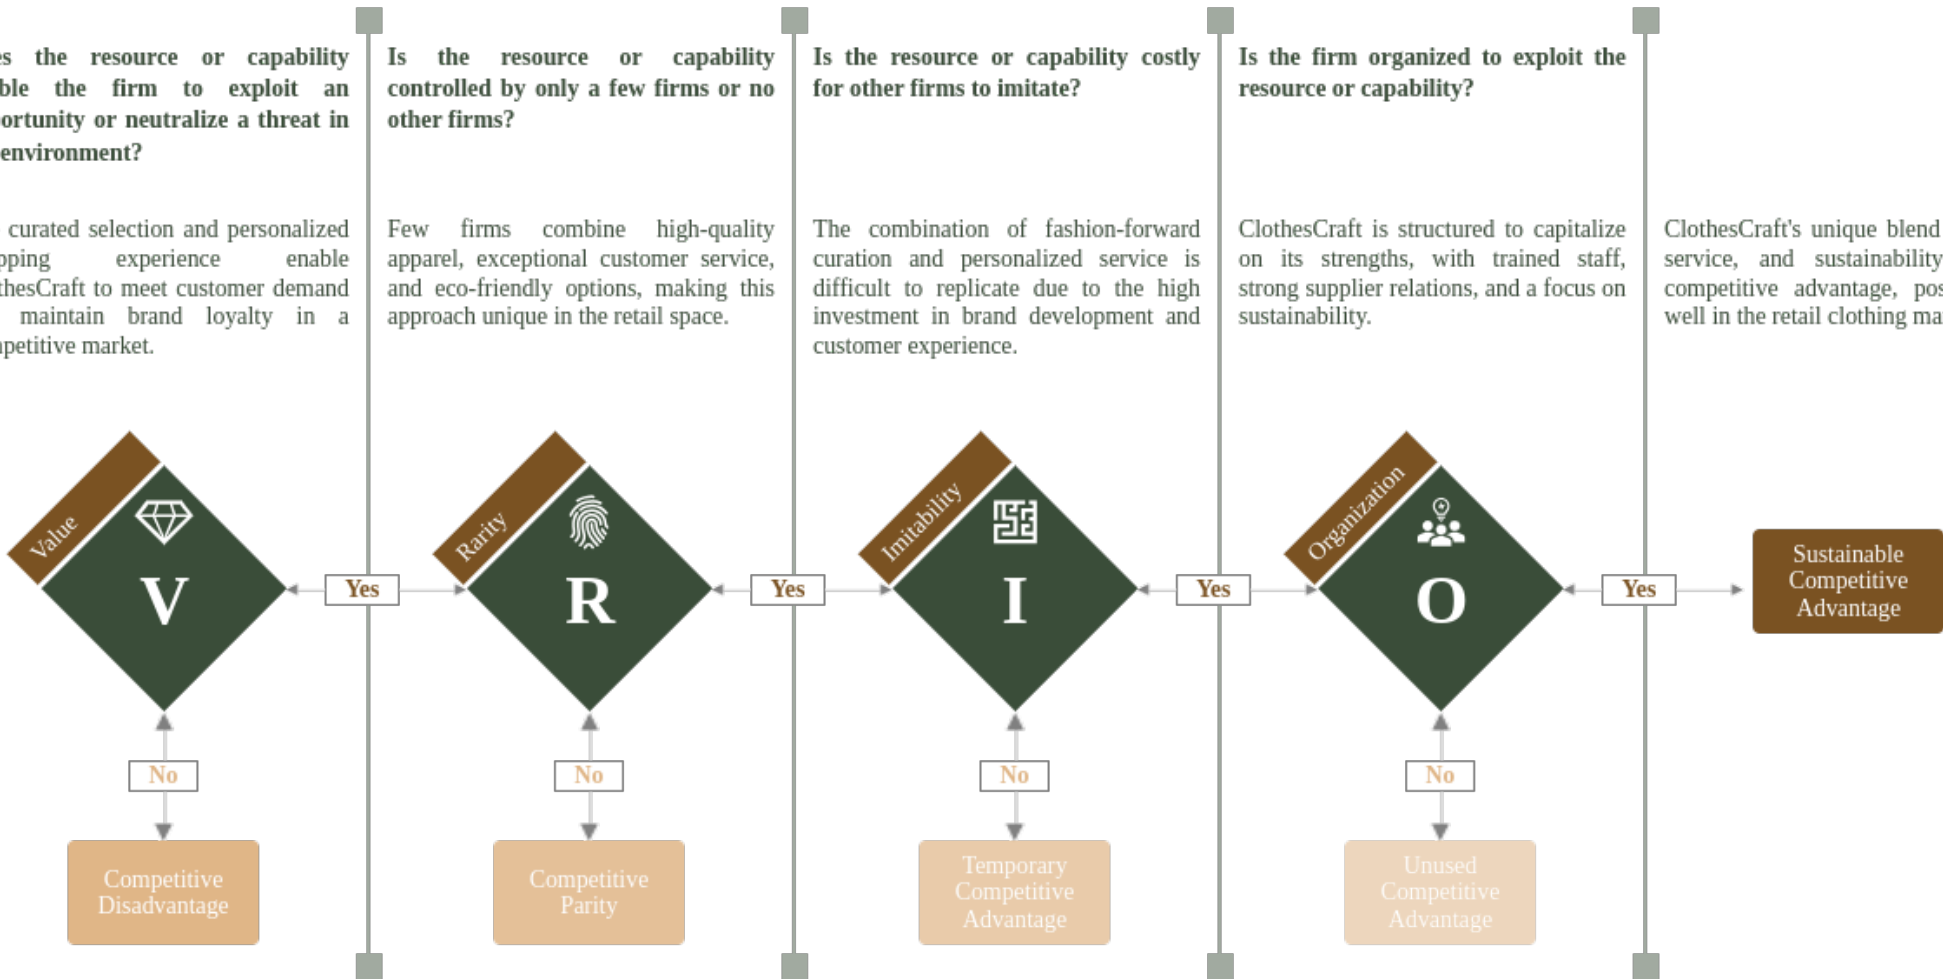 es the resource or capability
ble the firm to exploit an
ortunity or neutralize a threat in
environment?
curated selection and personalized
pping experience enable
thesCraft to meet customer demand
maintain brand loyalty in a
mpetitive market.
Value
V
Yes
No
Competitive
Disadvantage
Is the resource or capability
controlled by only a few firms or no
other firms?
Few firms combine high-quality
apparel, exceptional customer service,
and eco-friendly options, making this
approach unique in the retail space.
Rarity
R
Yes
No
Competitive
Parity
Is the resource or capability costly
for other firms to imitate?
The combination of fashion-forward
curation and personalized service is
difficult to replicate due to the high
investment in brand development and
customer experience.
Imitability
I
Yes
No
Temporary
Competitive
Advantage
Is the firm organized to exploit the
resource or capability?
ClothesCraft is structured to capitalize
on its strengths, with trained staff,
strong supplier relations, and a focus on
sustainability.
Organization
O
Yes
No
Unused
Competitive
Advantage
ClothesCraft's unique blend
service, and sustainability
competitive advantage, pos
well in the retail clothing ma
Sustainable
Competitive
Advantage